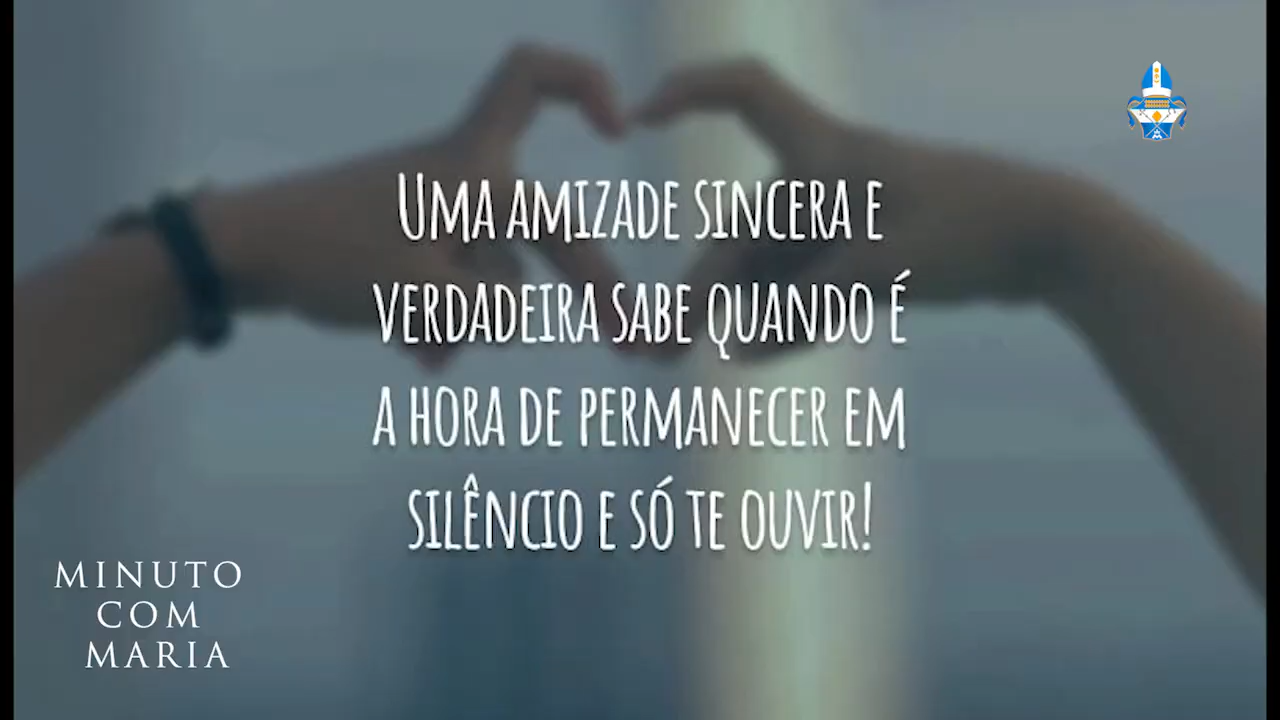 UMA AMIZADE SINCERA E
VERDADEIRA SABE QUANDO É
A HORA DE PERMANECER EM
SILÊNCIO E SÓ TE OUVIR!
MINUTO
COM
MARIA